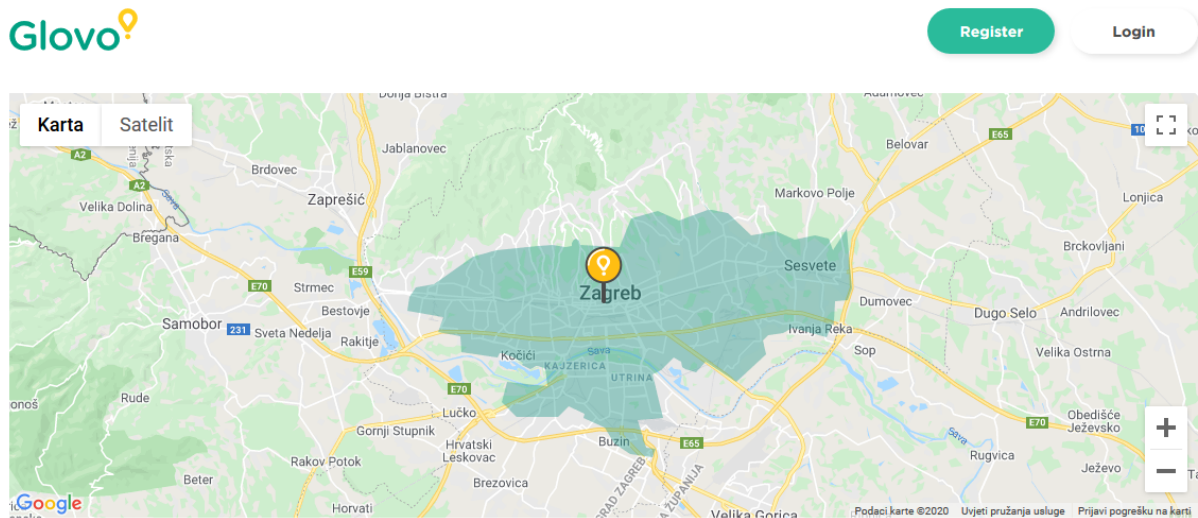 Glovo
Register
Login
Karta
Satelit
Donja Bistra
Adamovec
A2
Jablanovec
Belovar
E65
Brdovec
A2
Zaprešić
Markovo Polje
Lonjica
Velika Dolina
Sava
Bregana
Brckovljani
Sesvete
E59
E70
Strmec
Zagreb
Dumovec
Bestovje
Dugo Selo
Andrilovec
Samobor
231
Sveta Nedelja
Rakitje
Ivanja Reka
Kočići
Sava
Sop
Velika Ostrna
KAJZERICA
UTRINA
E70
Rude
Lučko
Obedišće
Ježevsko
E70
Gornji Stupnik
Hrvatski
Leskovac
Buzin
E65
Sava
Rugvica
Rakov Potok
Ježevo
Beter
Brezovica
Horvati
Velika Gorica
Google
Podaci karte ©2020
Uvjeti pružanja usluge
Prijavi pogrešku na karti